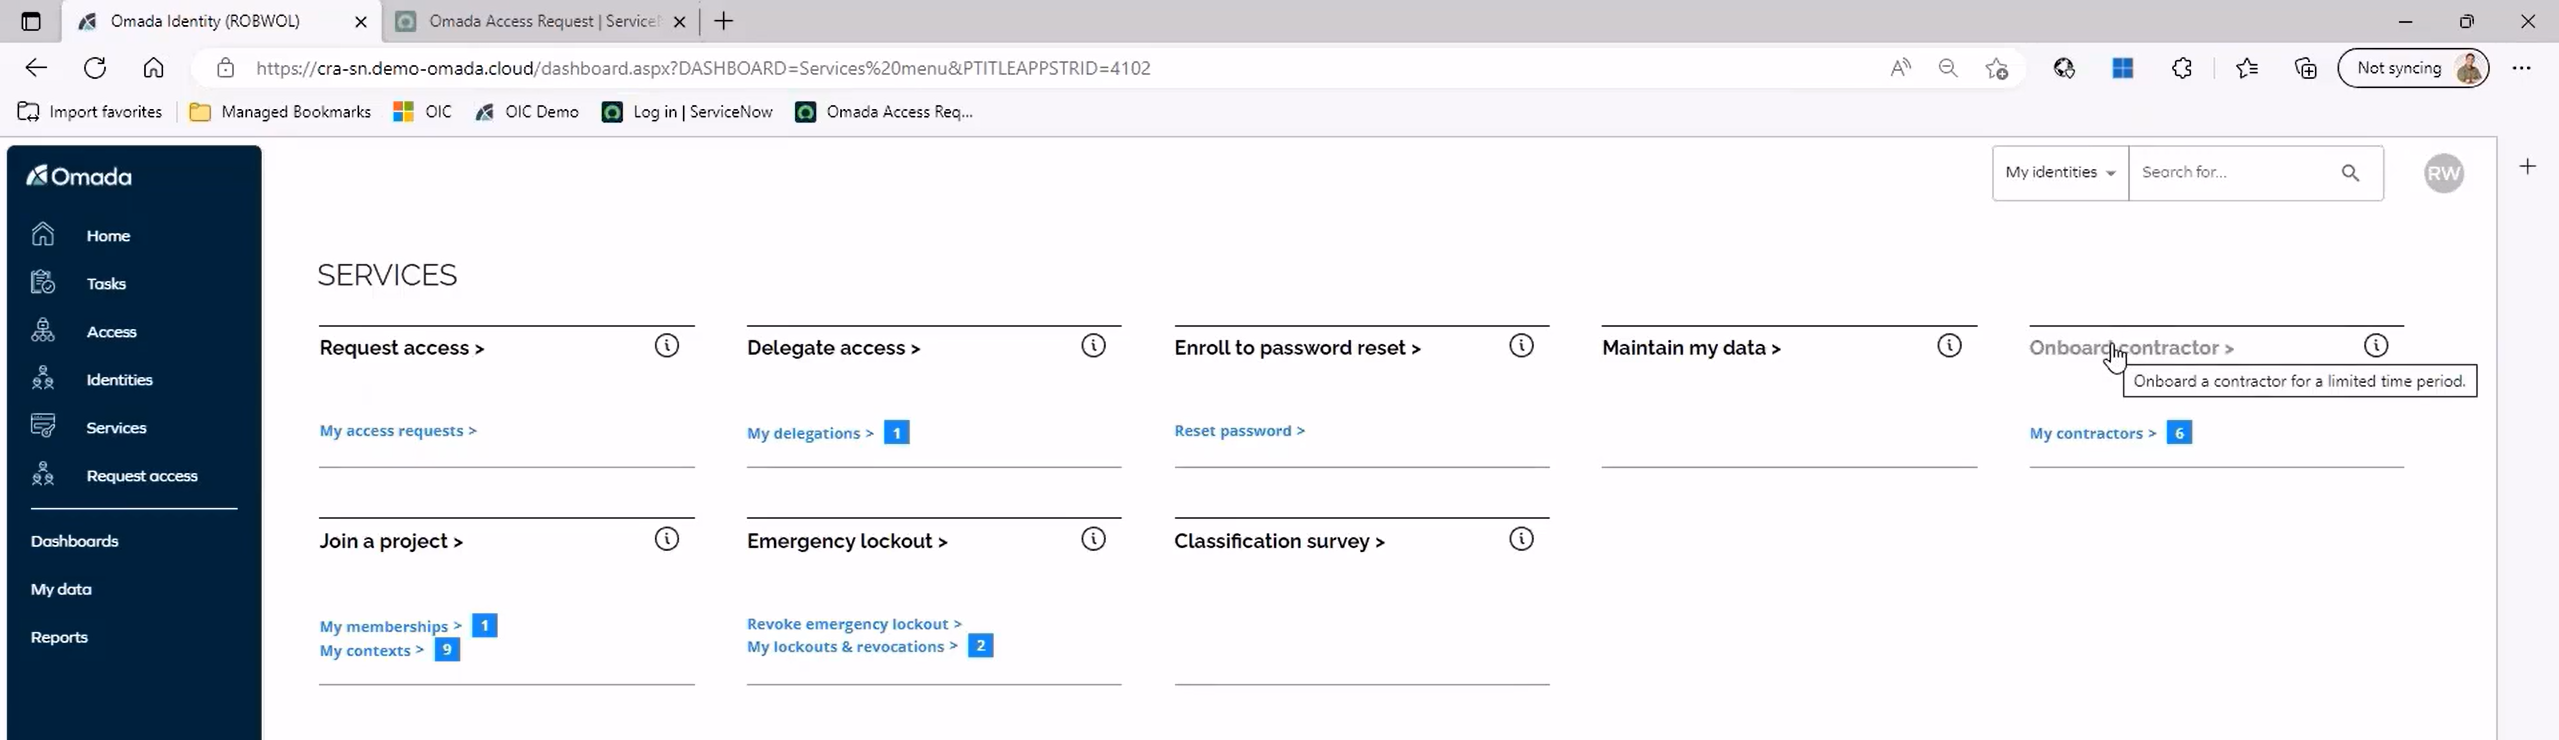 Omada Identity (ROBWOL)
Omada Access Request | Service
https://cra-sn.demo-omada.cloud/dashboard.aspx?DASHBOARD=Services%20menu&PTITLEAPPSTRID=4102
Not syncing
Import favorites
Managed Bookmarks
OIC
OIC Demo
Log in | ServiceNow
Omada Access Req...
Omada
My identities
Search for...
RW
Home
Tasks
Access
Identities
Services
Request access
Dashboards
My data
Reports
SERVICES
Request access >
My access requests >
Delegate access >
My delegations > 1
Enroll to password reset >
Reset password >
Maintain my data >
Onboard contractor >
Onboard a contractor for a limited time period.
My contractors > 6
Join a project >
My memberships > 1
My contexts > 9
Emergency lockout >
Revoke emergency lockout >
My lockouts & revocations > 2
Classification survey >